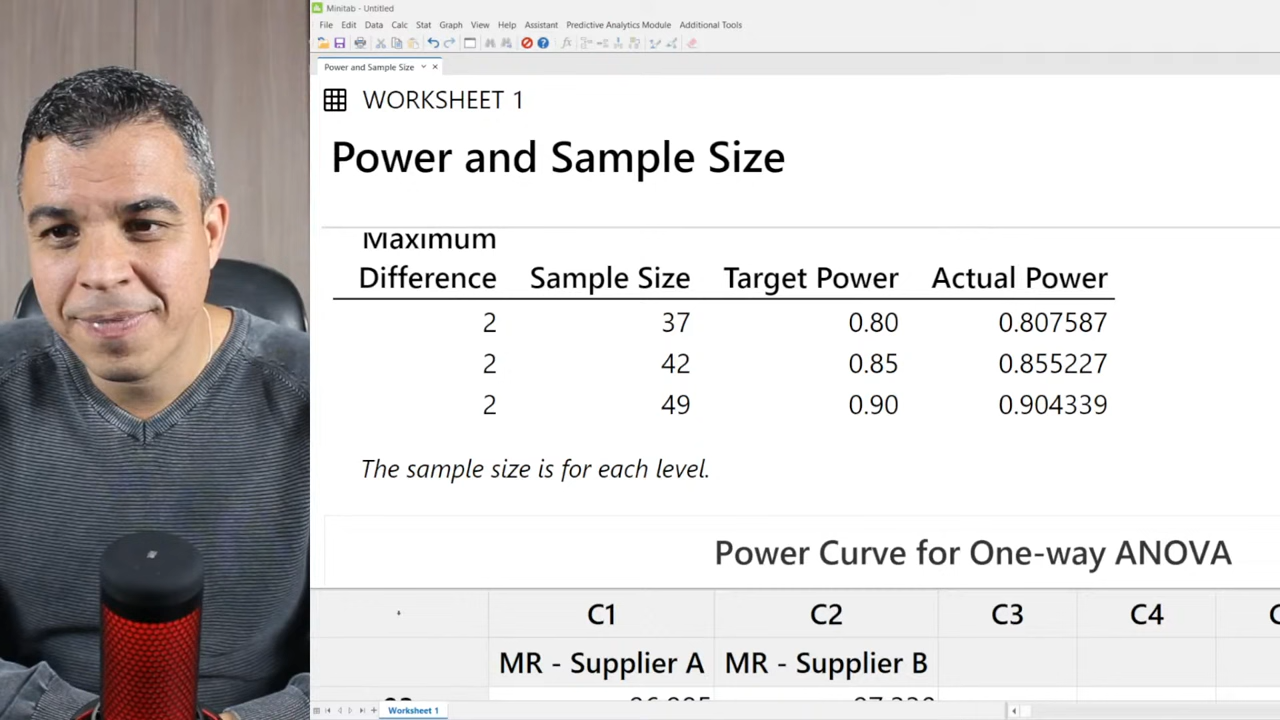 Minitab - Untitled
File Edit Data Calc Stat Graph View Help Assistant Predictive Analytics Module Additional Tools
Power and Sample Size
WORKSHEET 1
Power and Sample Size
Maximum
Difference Sample Size Target Power Actual Power
2 37 0.80 0.807587
2 42 0.85 0.855227
2 49 0.90 0.904339
The sample size is for each level.
Power Curve for One-way ANOVA
C1 C2 C3 C4
MR - Supplier A MR - Supplier B
Worksheet 1